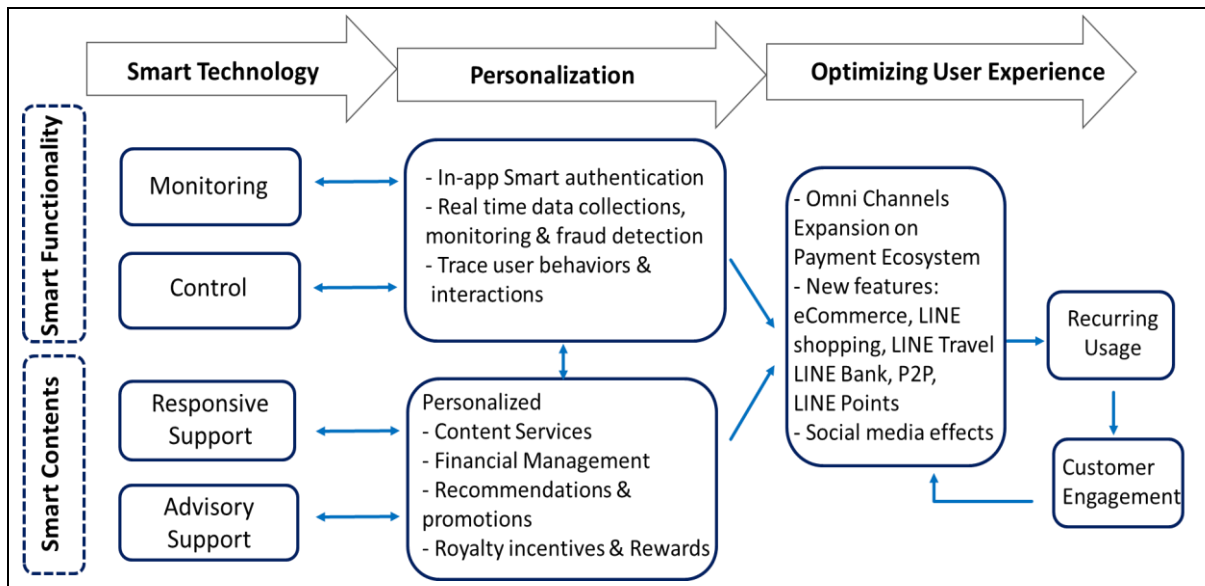 Smart Technology
Personalization
Optimizing User Experience
Smart Functionality
Monitoring
Control
- In-app Smart authentication
- Real time data collections,
monitoring & fraud detection
- Trace user behaviors &
interactions
Smart Contents
Responsive
Support
Advisory
Support
Personalized
- Content Services
- Financial Management
- Recommendations &
promotions
- Royalty incentives & Rewards
- Omni Channels
Expansion on
Payment Ecosystem
- New features:
eCommerce, LINE
shopping, LINE Travel
LINE Bank, P2P,
LINE Points
- Social media effects
Recurring
Usage
Customer
Engagement